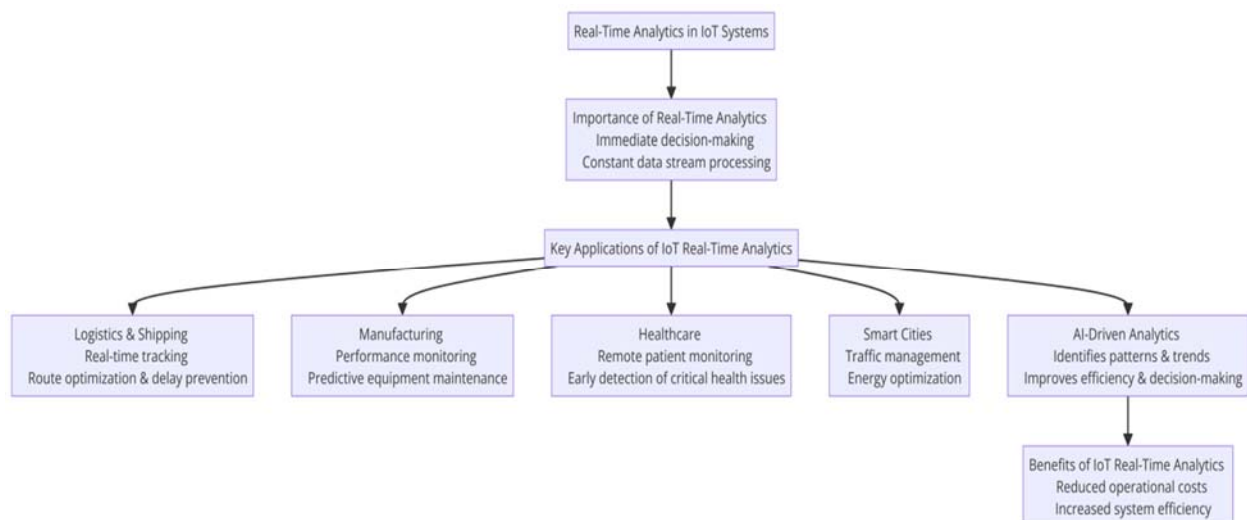 Real-Time Analytics in IoT Systems
Importance of Real-Time Analytics
Immediate decision-making
Constant data stream processing
Key Applications of IoT Real-Time Analytics
Logistics & Shipping
Real-time tracking
Route optimization & delay prevention
Manufacturing
Performance monitoring
Predictive equipment maintenance
Healthcare
Remote patient monitoring
Early detection of critical health issues
Smart Cities
Traffic management
Energy optimization
AI-Driven Analytics
Identifies patterns & trends
Improves efficiency & decision-making
Benefits of IoT Real-Time Analytics
Reduced operational costs
Increased system efficiency